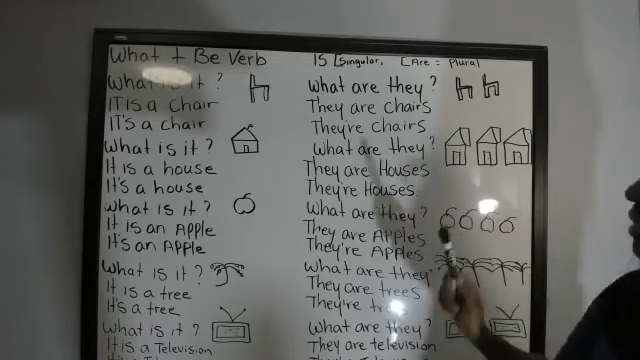 What + Be Verb
What is it?
IT IS a Chair
IT'S a Chair
What is it?
It is a house
It's a house
What is it?
It is an Apple
It's an Apple
What is it?
It is a tree
It's a tree
What is it?
It Is a Television
IS [Singular, [Are = Plural
What are they?
They are Chairs
They're Chairs
What are they?
They are Houses
They're Houses
What are they?
They are Apples
They're Apples
What are they
They are trees
They're
What are they?
They are television